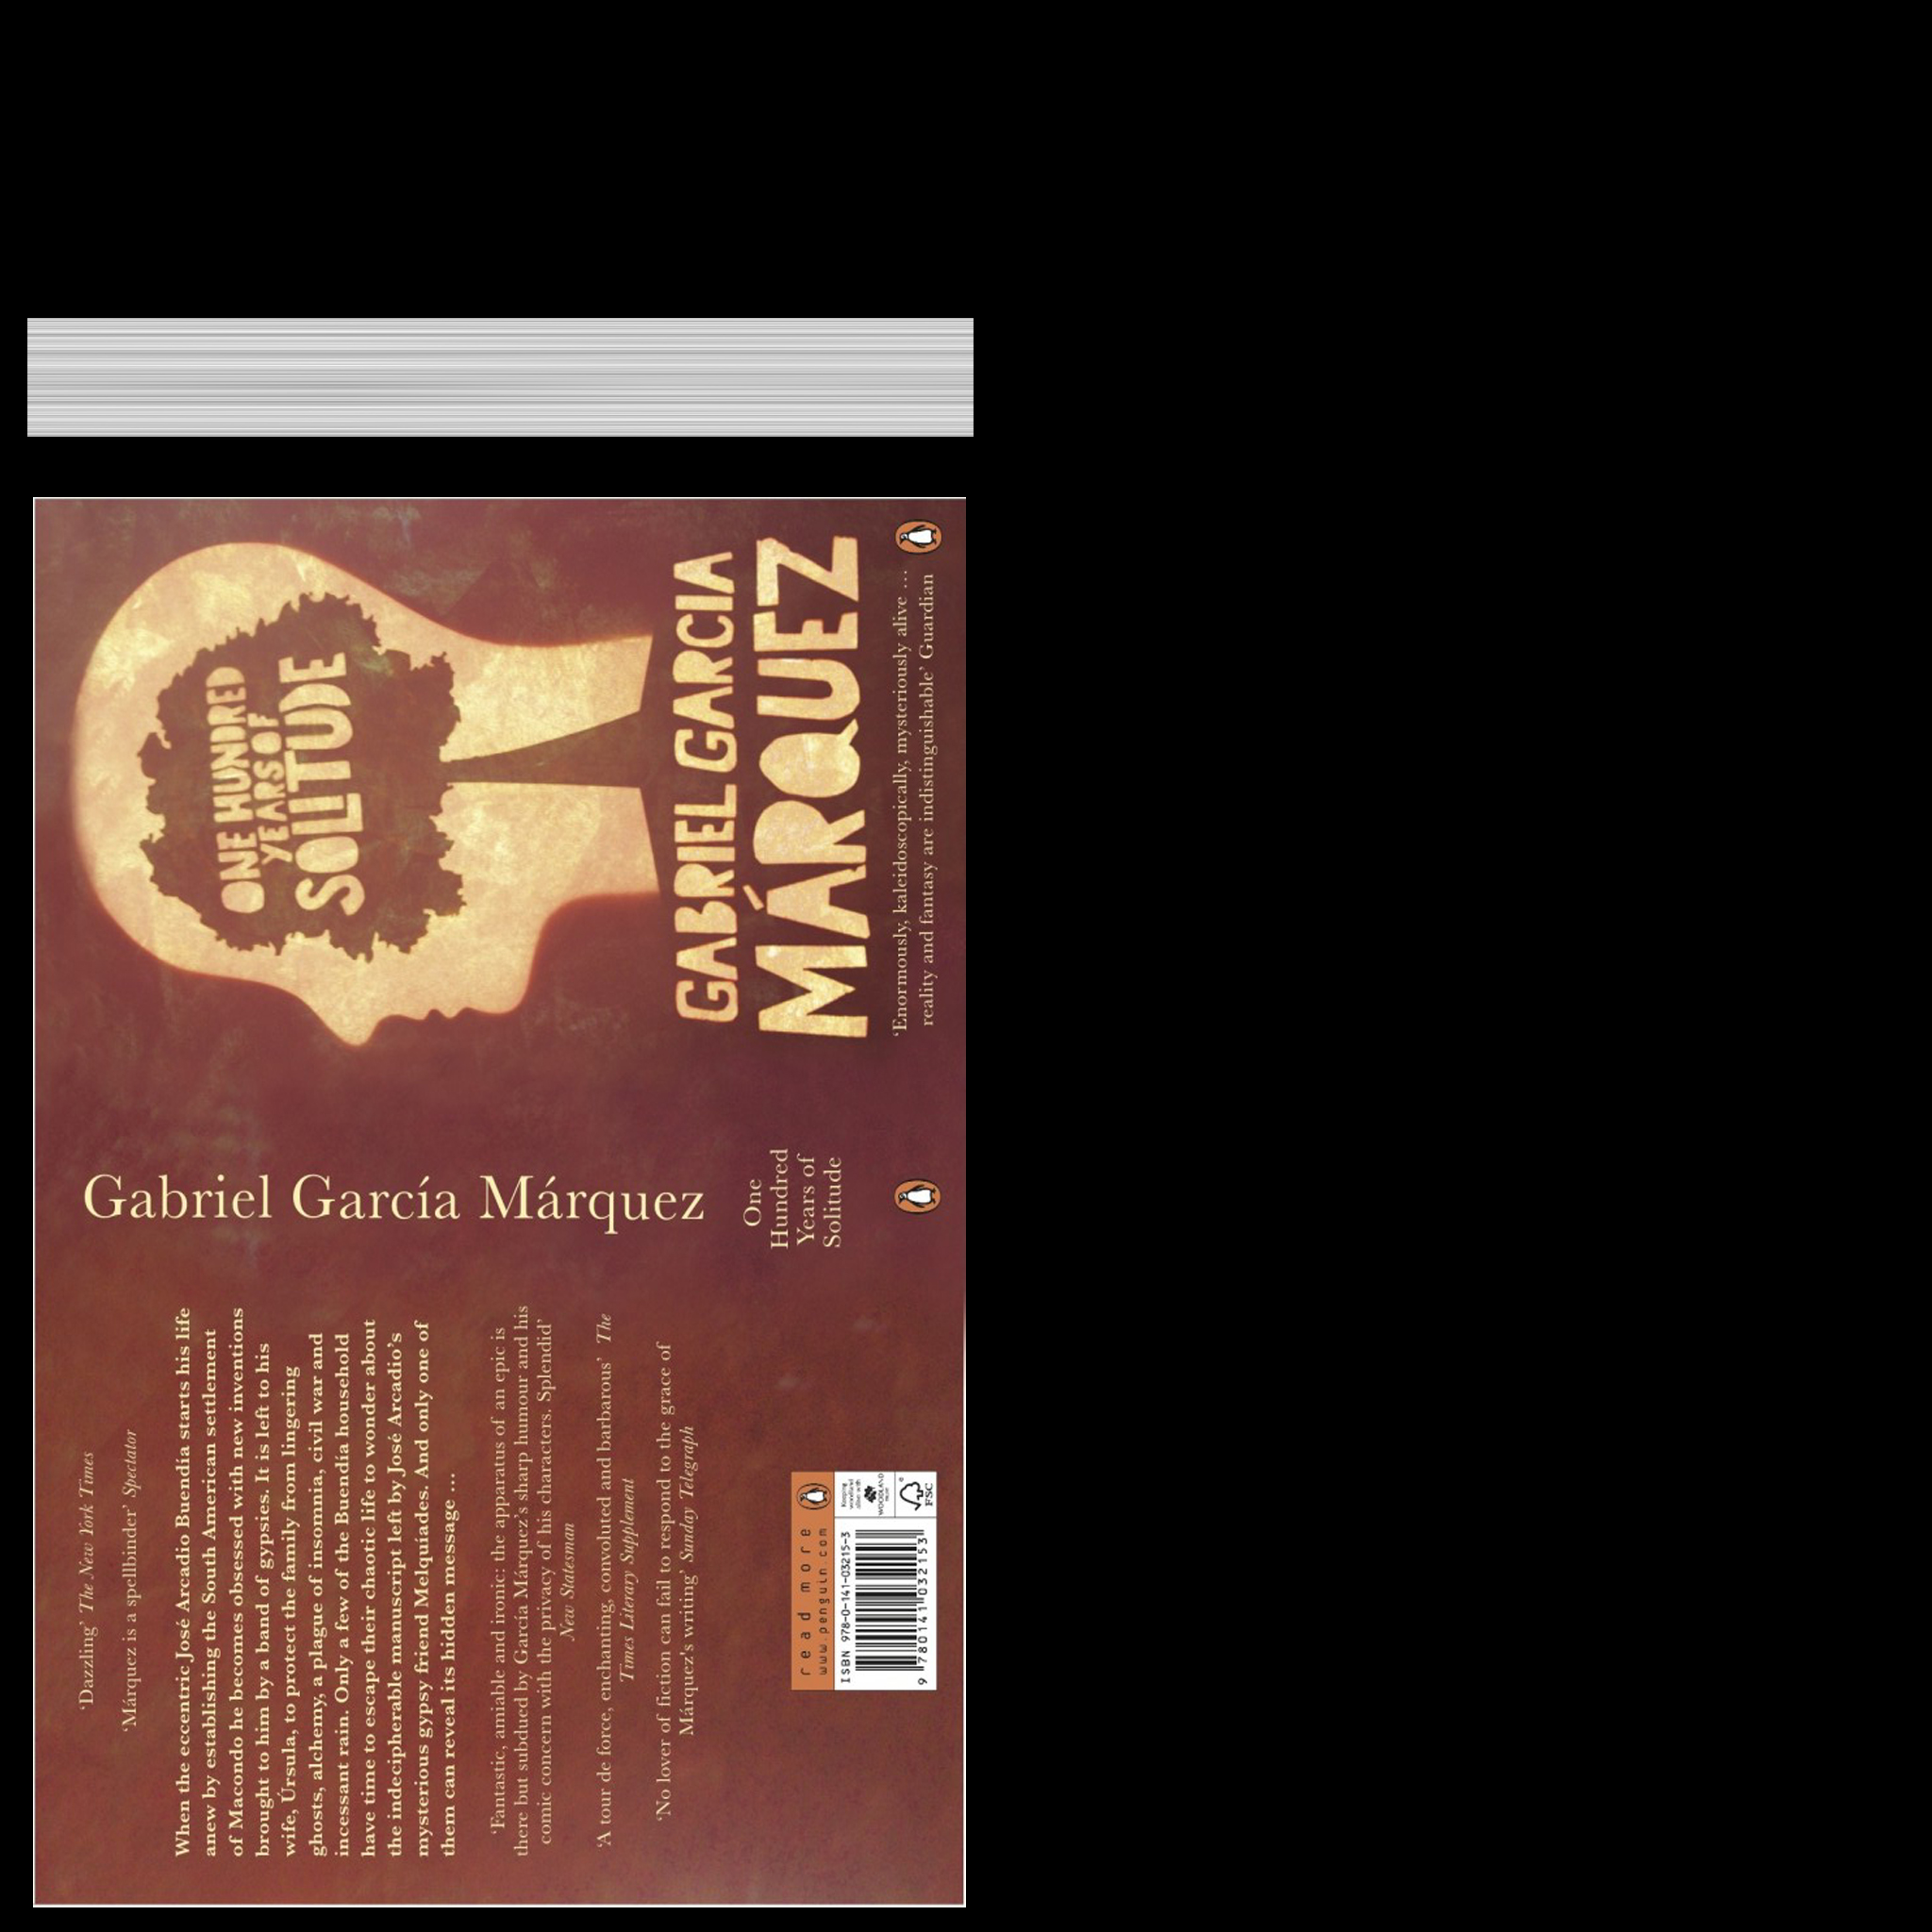 ONE HUNDRED
YEARS OF
SOLITUDE
GABRIEL GARCIA
MÁRQUEZ
‘Enormously, kaleidoscopically, mysteriously alive …
reality and fantasy are indistinguishable’ Guardian
Gabriel García Márquez
One
Hundred
Years of
Solitude
‘Dazzling’ The New York Times
‘Márquez is a spellbinder’ Spectator
When the eccentric José Arcadio Buendía starts his life
anew by establishing the South American settlement
of Macondo he becomes obsessed with new inventions
brought to him by a band of gypsies. It is left to his
wife, Úrsula, to protect the family from lingering
ghosts, alchemy, a plague of insomnia, civil war and
incessant rain. Only a few of the Buendía household
have time to escape their chaotic life to wonder about
the indecipherable manuscript left by José Arcadio’s
mysterious gypsy friend Melquíades. And only one of
them can reveal its hidden message …
‘Fantastic, amiable and ironic: the apparatus of an epic is
there but subdued by García Márquez’s sharp humour and his
comic concern with the privacy of his characters. Splendid’
New Statesman
‘A tour de force, enchanting, convoluted and barbarous’ The
Times Literary Supplement
‘No lover of fiction can fail to respond to the grace of
Márquez's writing’ Sunday Telegraph
read more
www.penguin.com
ISBN 978-0-141-03215-3
9 780141 032153
Keeping
woodland
alive with
WOODLAND
TRUST
FSC